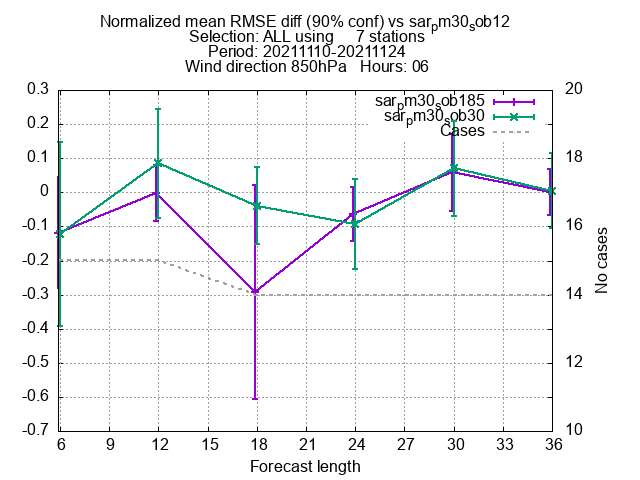 Normalized mean RMSE diff (90% conf) vs sarpm30sob12
Selection: ALL using 7 stations
Period: 20211110-20211124
Wind direction 850hPa Hours: 06
sarpm30sob185
sarpm30sob30
Cases
0.3
0.2
0.1
0
-0.1
-0.2
-0.3
-0.4
-0.5
-0.6
-0.7
20
18
16
14
12
10
No cases
6 9 12 15 18 21 24 27 30 33 36
Forecast length